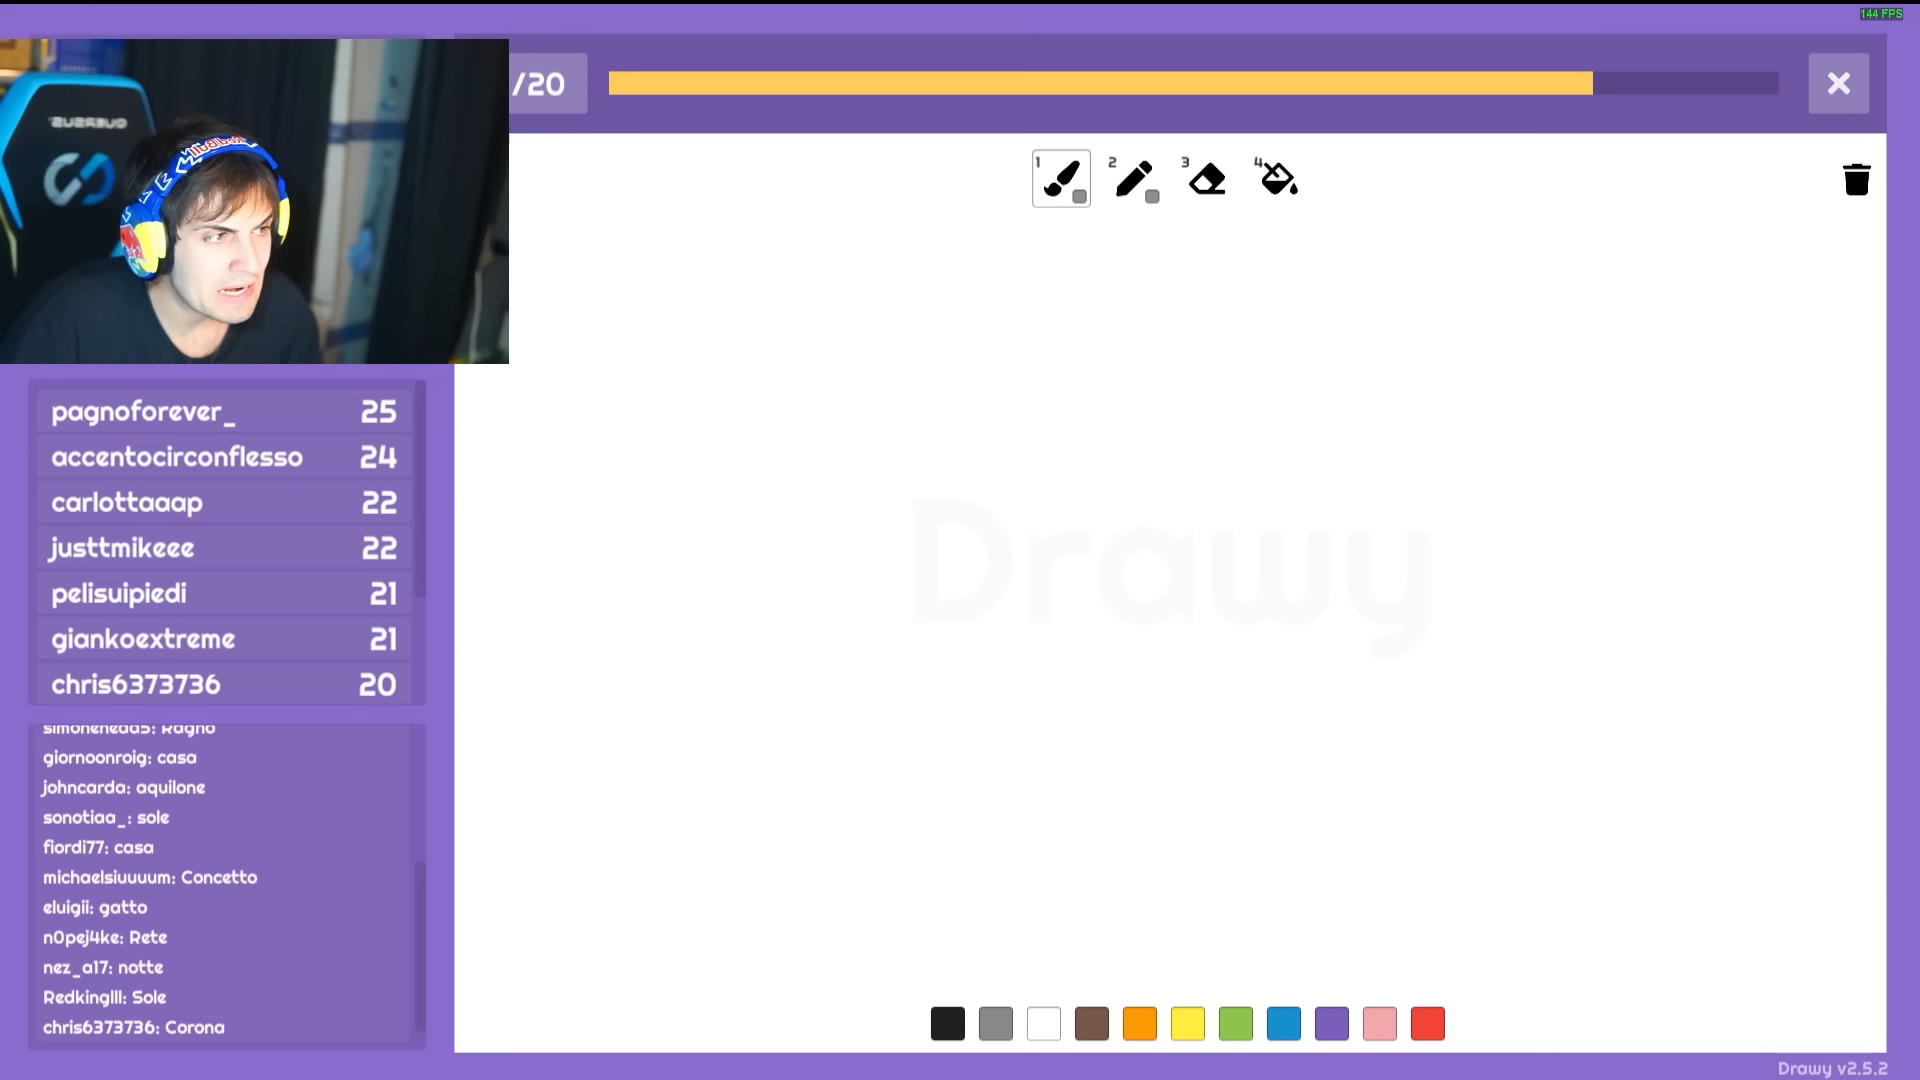 144 FPS
/20
1
2
3
4
Drawy
pagnoforever_ 25
accentocirconflesso 24
carlottaaap 22
justtmikeee 22
pelisuipiedi 21
giankoextreme 21
chris6373736 20
giornoonroig: casa
johncarda: aquilone
sonotiaa_: sole
fiordi77: casa
michaelsiuuuum: Concetto
eluigii: gatto
n0pej4ke: Rete
nez_a17: notte
Redkinglll: Sole
chris6373736: Corona
Drawy v2.5.2